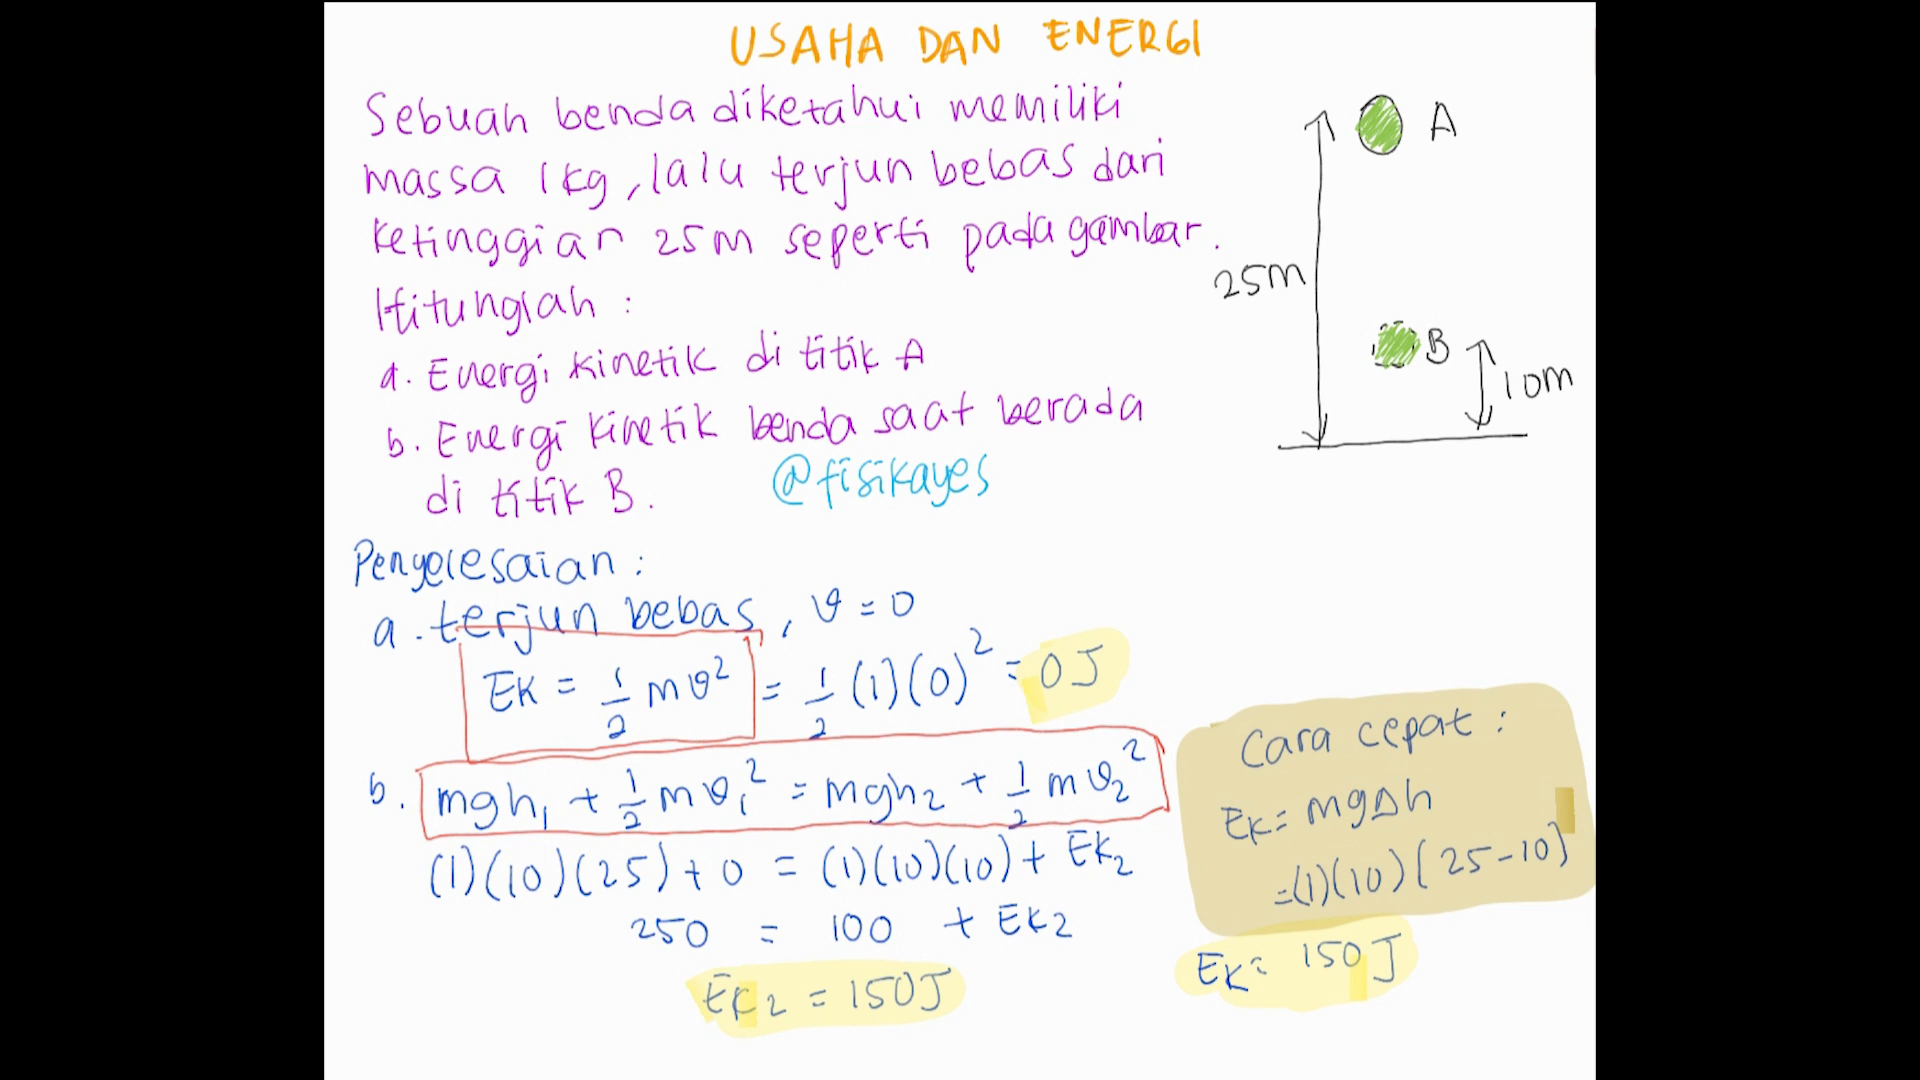 USAHA DAN ENERGI
Sebuah benda diketahui memiliki
massa 1kg, lalu terjun bebas dari
ketinggian 25m seperti pada gambar.
Hitunglah :
a. Energi kinetik di titik A
b. Energi kinetik benda saat berada
di titik B.
@fisikayes
A
25m
B
10m
Penyelesaian :
a. terjun bebas, v = 0
Ek = 1/2 mv² = 1/2 (1)(0)² = 0J
b. mgh₁ + 1/2 mv₁² = mgh₂ + 1/2 mv₂²
(1)(10)(25) + 0 = (1)(10)(10) + Ek₂
250 = 100 + Ek2
Ek2 = 150J
Cara cepat :
Ek = mgΔh
=(1)(10)(25-10)
Ek = 150J